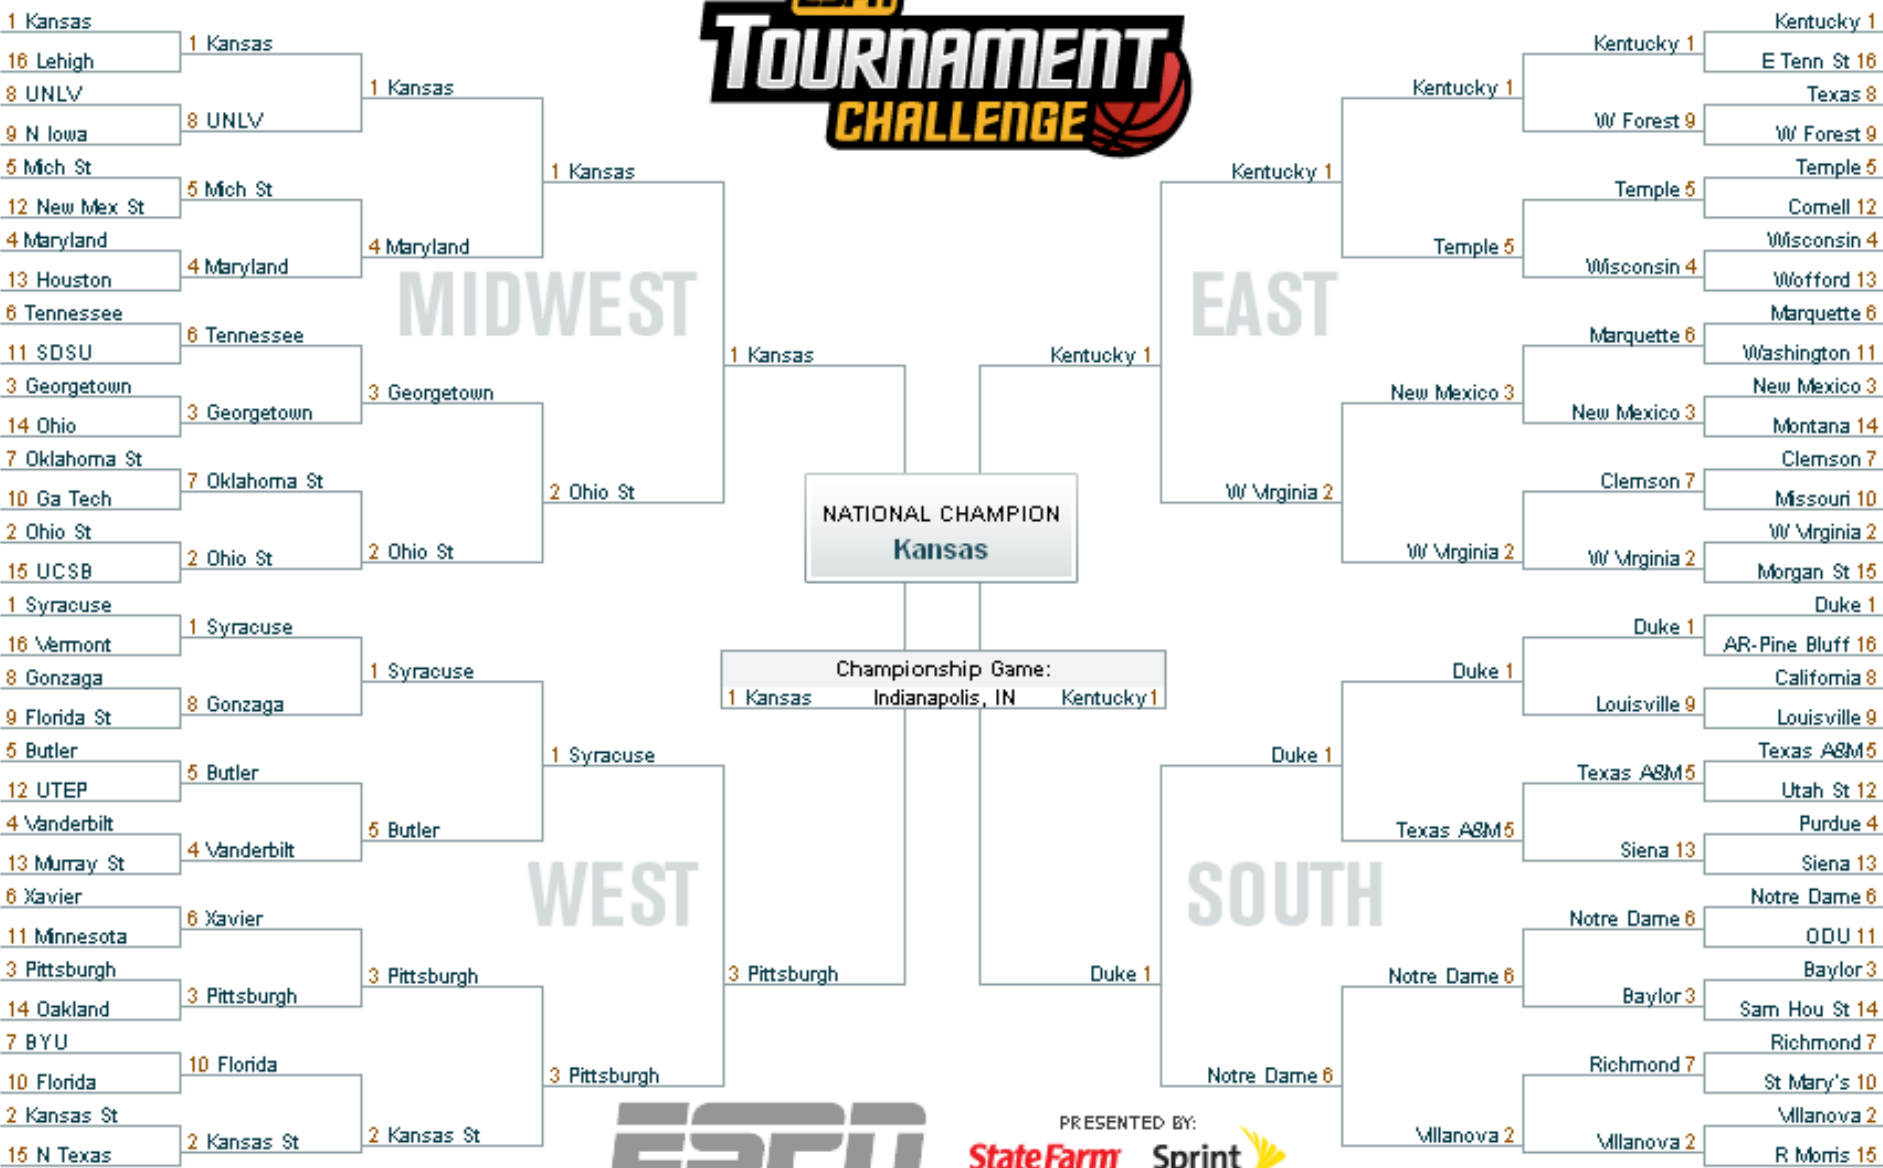 ESPN
TOURNAMENT
CHALLENGE
1 Kansas
16 Lehigh
8 UNLV
9 N Iowa
5 Mich St
12 New Mex St
4 Maryland
13 Houston
6 Tennessee
11 SDSU
3 Georgetown
14 Ohio
7 Oklahoma St
10 Ga Tech
2 Ohio St
15 UCSB
1 Kansas
8 UNLV
5 Mich St
4 Maryland
6 Tennessee
3 Georgetown
7 Oklahoma St
2 Ohio St
1 Kansas
4 Maryland
3 Georgetown
2 Ohio St
1 Kansas
2 Ohio St
1 Kansas
MIDWEST
1 Syracuse
16 Vermont
8 Gonzaga
9 Florida St
5 Butler
12 UTEP
4 Vanderbilt
13 Murray St
6 Xavier
11 Minnesota
3 Pittsburgh
14 Oakland
7 BYU
10 Florida
2 Kansas St
15 N Texas
1 Syracuse
8 Gonzaga
5 Butler
4 Vanderbilt
6 Xavier
3 Pittsburgh
10 Florida
2 Kansas St
1 Syracuse
5 Butler
3 Pittsburgh
2 Kansas St
1 Syracuse
3 Pittsburgh
3 Pittsburgh
WEST
NATIONAL CHAMPION
Kansas
Championship Game:
1 Kansas Indianapolis, IN Kentucky 1
Kentucky 1
E Tenn St 16
Texas 8
W Forest 9
Temple 5
Cornell 12
Wisconsin 4
Wofford 13
Marquette 6
Washington 11
New Mexico 3
Montana 14
Clemson 7
Missouri 10
W Virginia 2
Morgan St 15
Kentucky 1
W Forest 9
Temple 5
Wisconsin 4
Marquette 6
New Mexico 3
Clemson 7
W Virginia 2
Kentucky 1
Temple 5
New Mexico 3
W Virginia 2
Kentucky 1
W Virginia 2
Kentucky 1
EAST
Duke 1
AR-Pine Bluff 16
California 8
Louisville 9
Texas A&M 5
Utah St 12
Purdue 4
Siena 13
Notre Dame 6
ODU 11
Baylor 3
Sam Hou St 14
Richmond 7
St Mary's 10
Villanova 2
R Morris 15
Duke 1
Louisville 9
Texas A&M 5
Siena 13
Notre Dame 6
Baylor 3
Richmond 7
Villanova 2
Duke 1
Texas A&M 5
Notre Dame 6
Villanova 2
Duke 1
Notre Dame 6
Duke 1
SOUTH
ESPN
PRESENTED BY:
State Farm Sprint